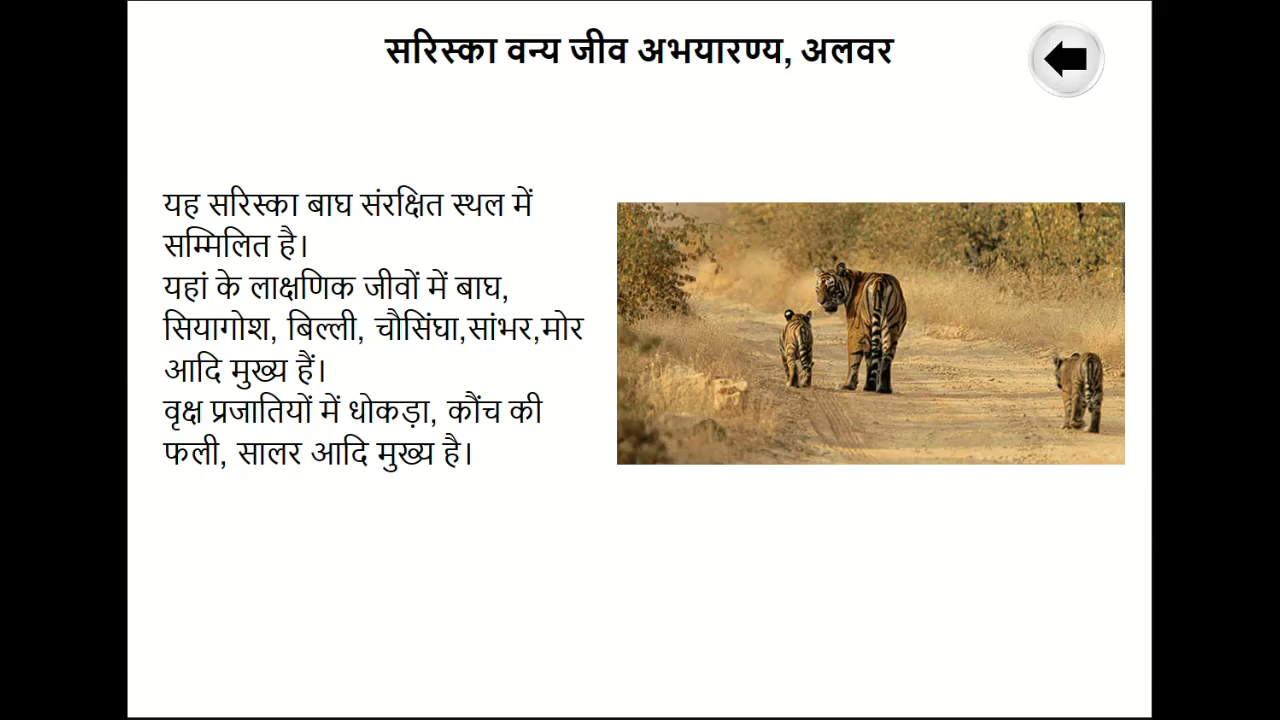 सरिस्का वन्य जीव अभयारण्य, अलवर
यह सरिस्का बाघ संरक्षित स्थल में
सम्मिलित है।
यहां के लाक्षणिक जीवों में बाघ,
सियागोश, बिल्ली, चौसिंघा,सांभर,मोर
आदि मुख्य हैं।
वृक्ष प्रजातियों में धोकड़ा, कौंच की
फली, सालर आदि मुख्य है।